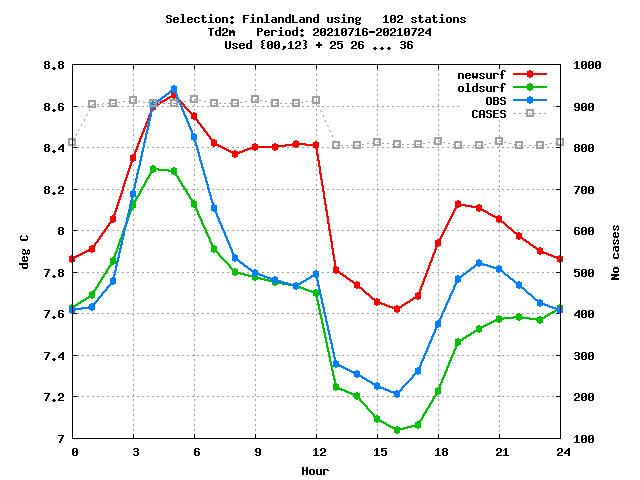 Selection: FinlandLand using   102 stations
Td2m   Period: 20210716-20210724
Used {00,12} + 25 26 ... 36
newsurf
oldsurf
OBS
CASES
deg C
8.8
8.6
8.4
8.2
8
7.8
7.6
7.4
7.2
7
1000
900
800
700
600
500
400
300
200
100
No cases
0 3 6 9 12 15 18 21 24
Hour